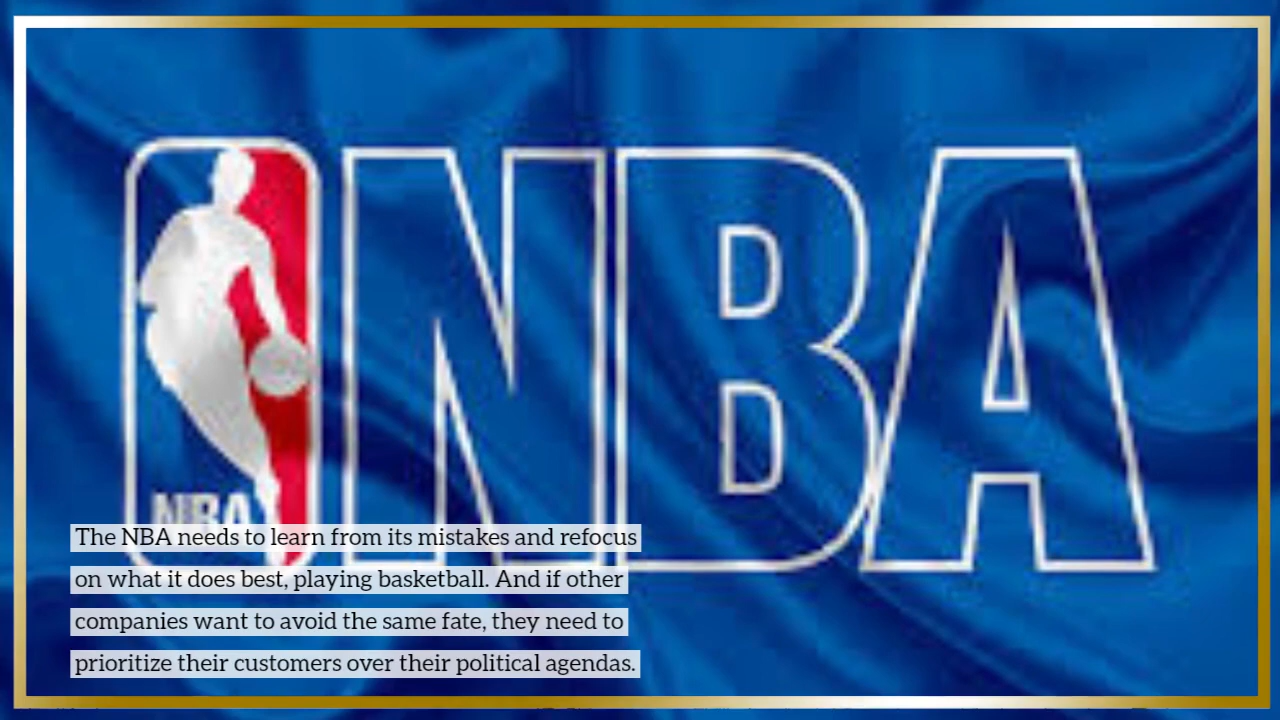 NBA
NBA
The NBA needs to learn from its mistakes and refocus
on what it does best, playing basketball. And if other
companies want to avoid the same fate, they need to
prioritize their customers over their political agendas.